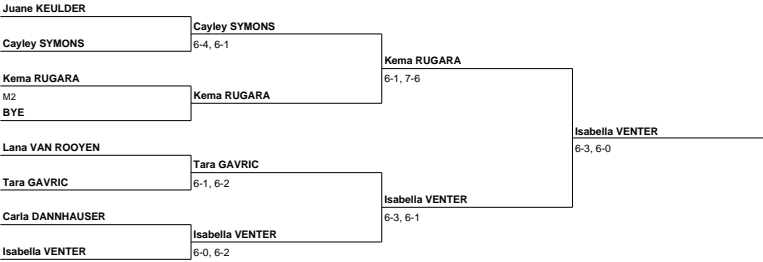 Juane KEULDER
Cayley SYMONS
Cayley SYMONS
6-4, 6-1
Kema RUGARA
Kema RUGARA
6-1, 7-6
M2
Kema RUGARA
BYE
Isabella VENTER
6-3, 6-0
Lana VAN ROOYEN
Tara GAVRIC
Tara GAVRIC
6-1, 6-2
Isabella VENTER
6-3, 6-1
Carla DANNHAUSER
Isabella VENTER
Isabella VENTER
6-0, 6-2